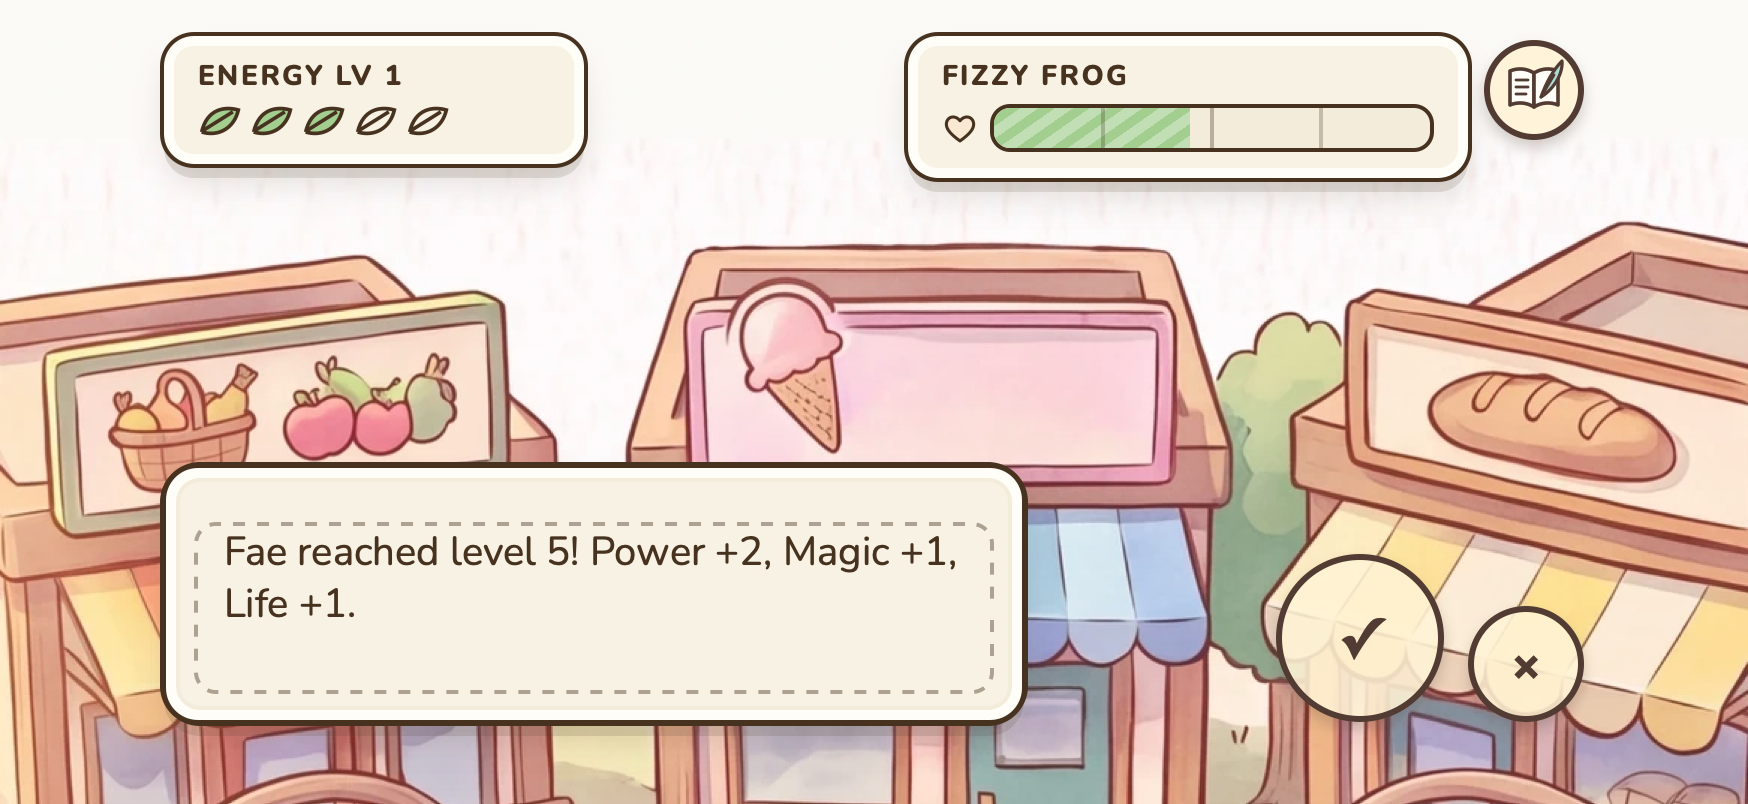 ENERGY LV 1
FIZZY FROG
Fae reached level 5! Power +2, Magic +1,
Life +1.